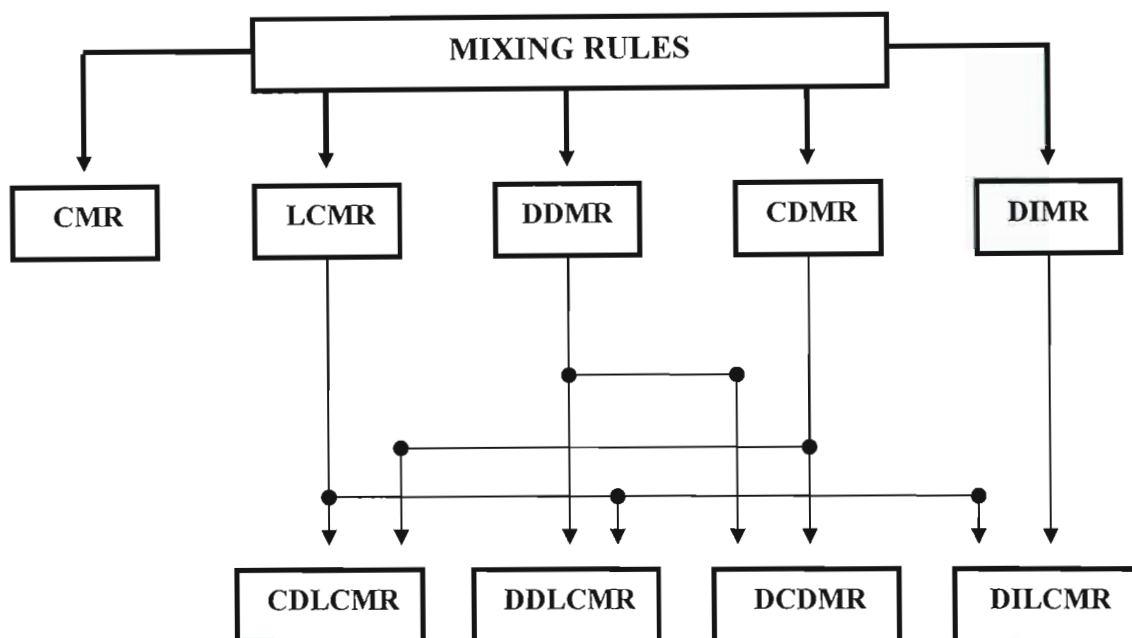 MIXING RULES
CMR
LCMR
DDMR
CDMR
DIMR
CDLCMR
DDLCMR
DCDMR
DILCMR